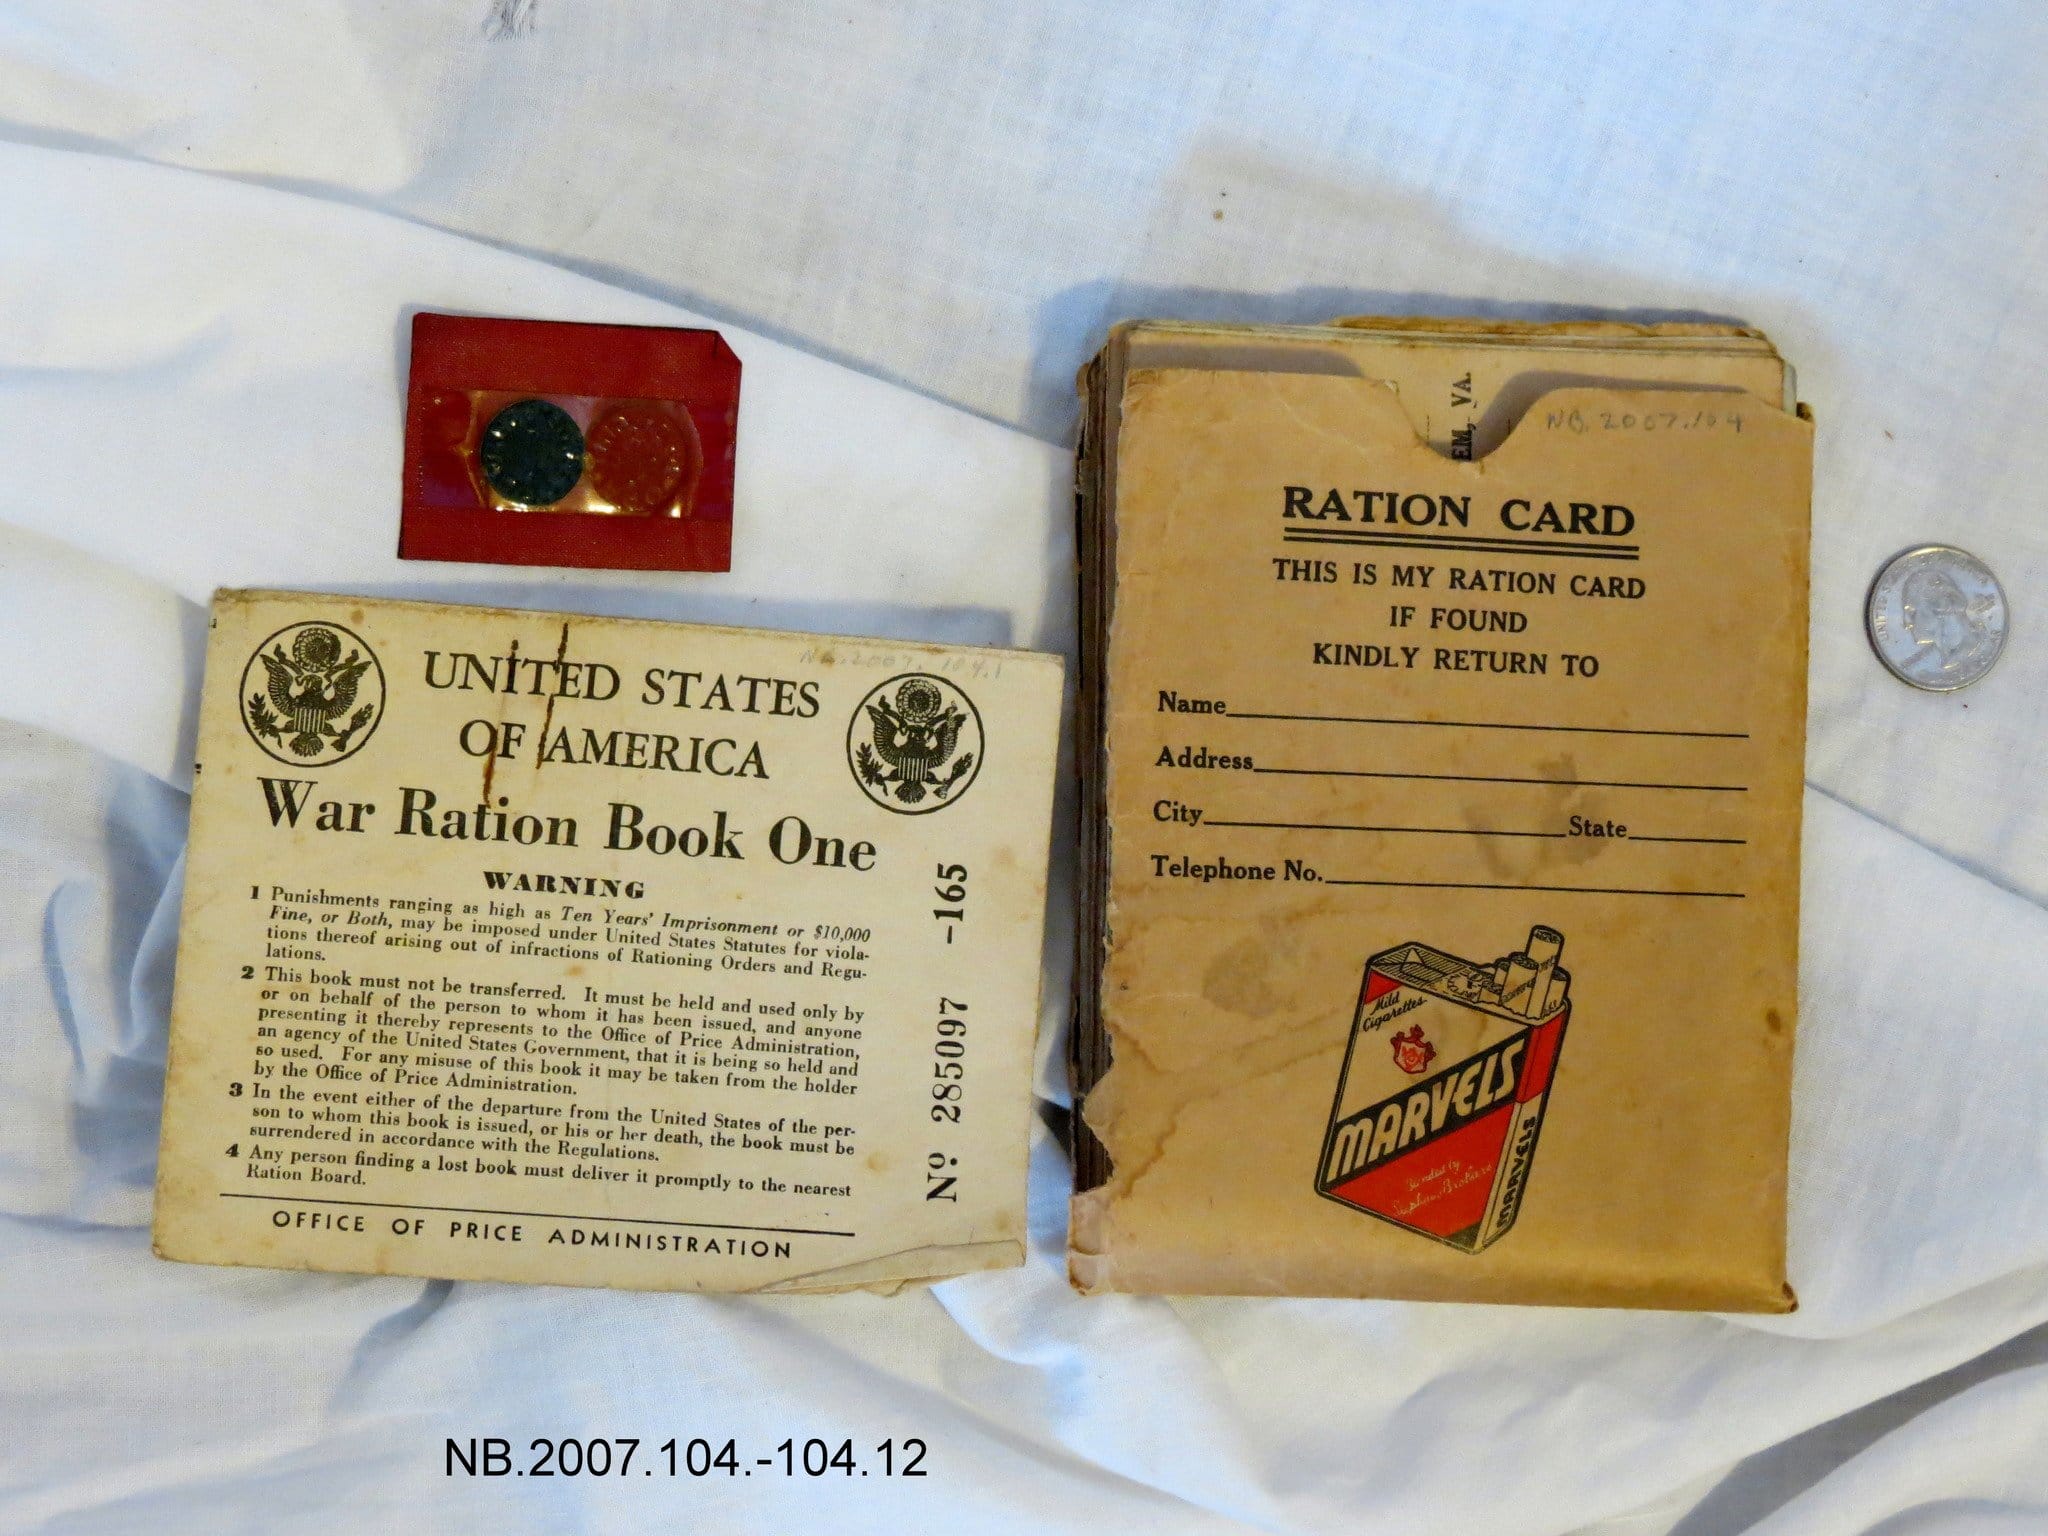 NB.2007.104.1
UNITED STATES
OF AMERICA
War Ration Book One
WARNING
1 Punishments ranging as high as Ten Years' Imprisonment or $10,000
Fine, or Both, may be imposed under United States Statutes for viola-
tions thereof arising out of infractions of Rationing Orders and Regu-
lations.
2 This book must not be transferred. It must be held and used only by
or on behalf of the person to whom it has been issued, and anyone
presenting it thereby represents to the Office of Price Administration,
an agency of the United States Government, that it is being so held and
so used. For any misuse of this book it may be taken from the holder
by the Office of Price Administration.
3 In the event either of the departure from the United States of the per-
son to whom this book is issued, or his or her death, the book must be
surrendered in accordance with the Regulations.
4 Any person finding a lost book must deliver it promptly to the nearest
Ration Board.
OFFICE OF PRICE ADMINISTRATION
Nº 285097 -165
EM, VA.
NB.2007.104
RATION CARD
THIS IS MY RATION CARD
IF FOUND
KINDLY RETURN TO
Name
Address
City State
Telephone No.
Mild
Cigarettes
MARVELS
Stephano Brothers
MARVELS
NB.2007.104.-104.12